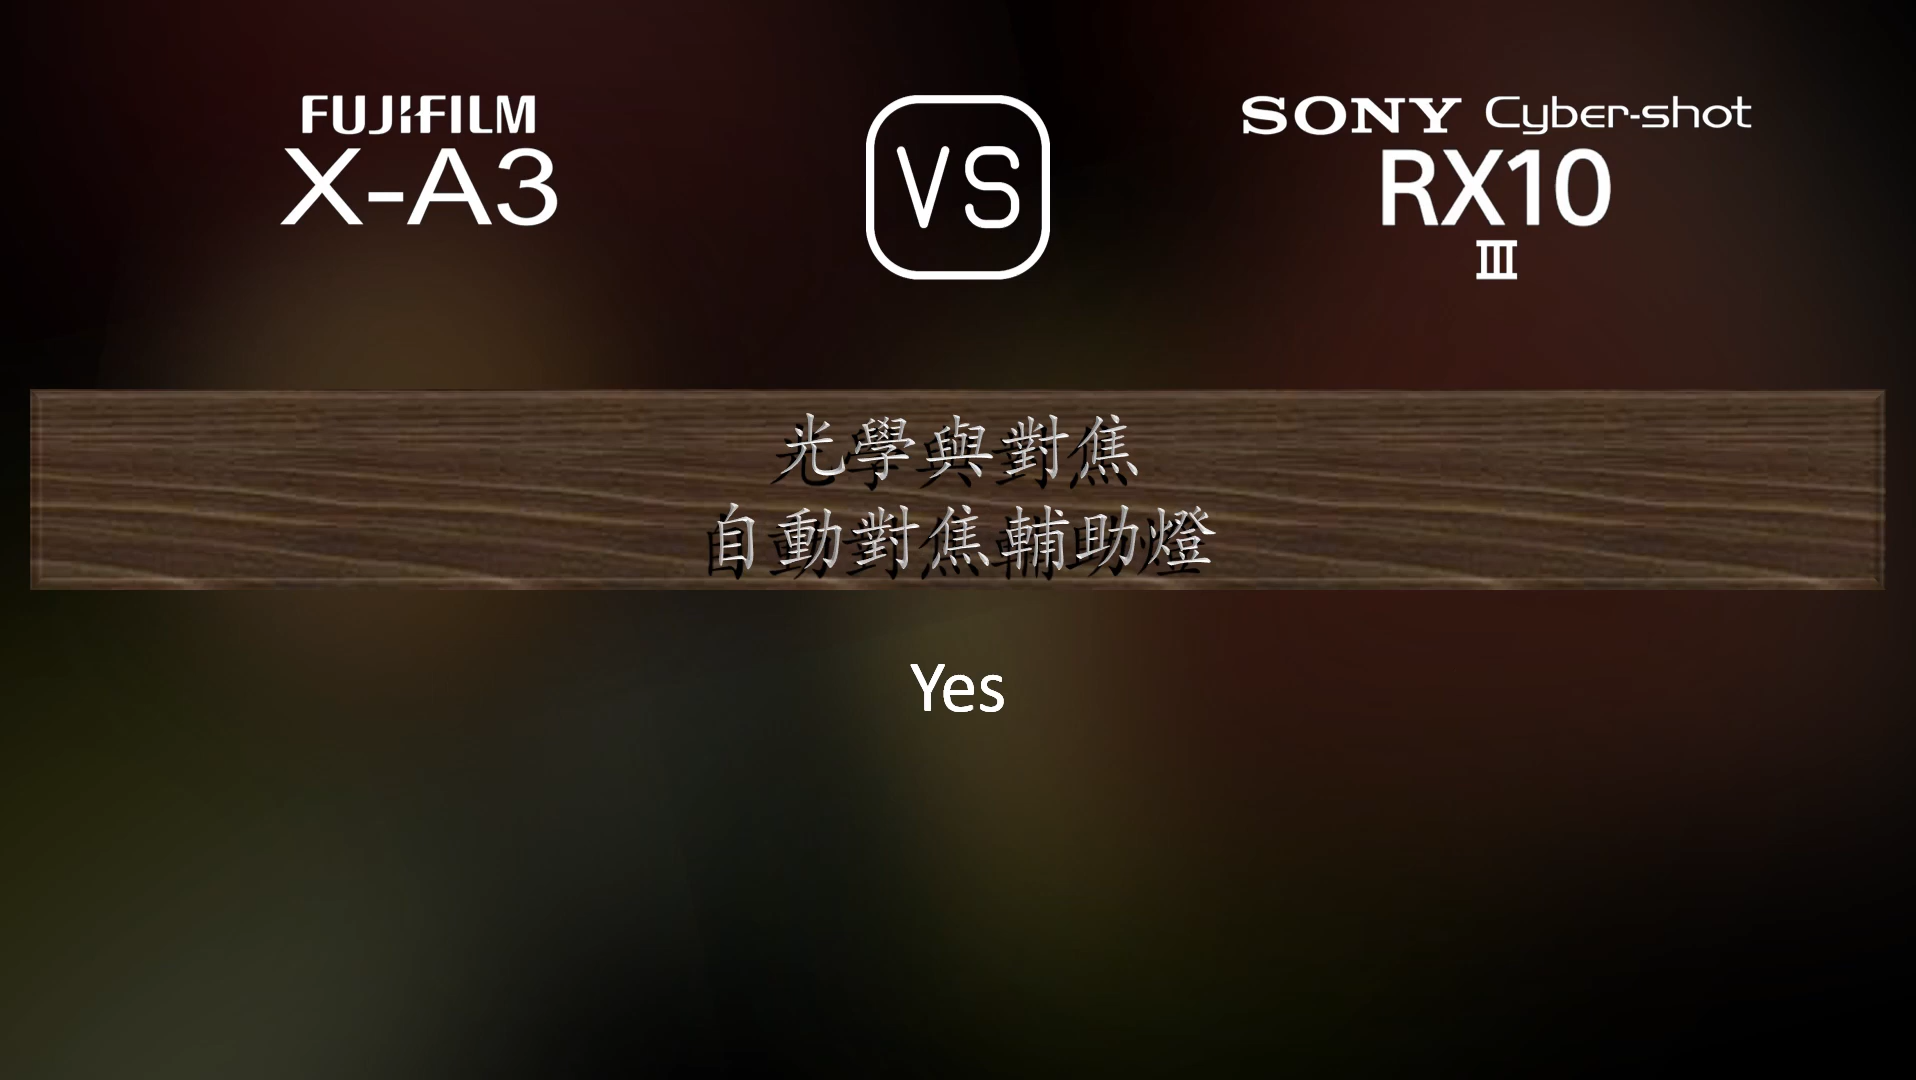 FUJIFILM
X-A3
VS
SONY Cyber-shot
RX10
III
光學與對焦
自動對焦輔助燈
Yes